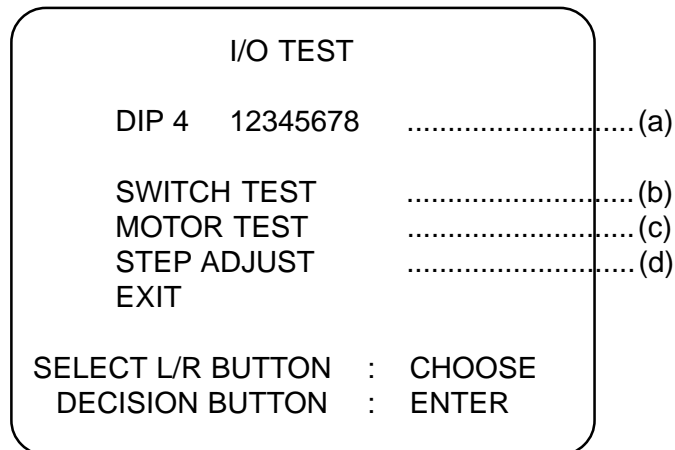 I/O TEST
DIP 4 12345678 ............................(a)
SWITCH TEST ............................(b)
MOTOR TEST ............................(c)
STEP ADJUST ............................(d)
EXIT
SELECT L/R BUTTON : CHOOSE
DECISION BUTTON : ENTER